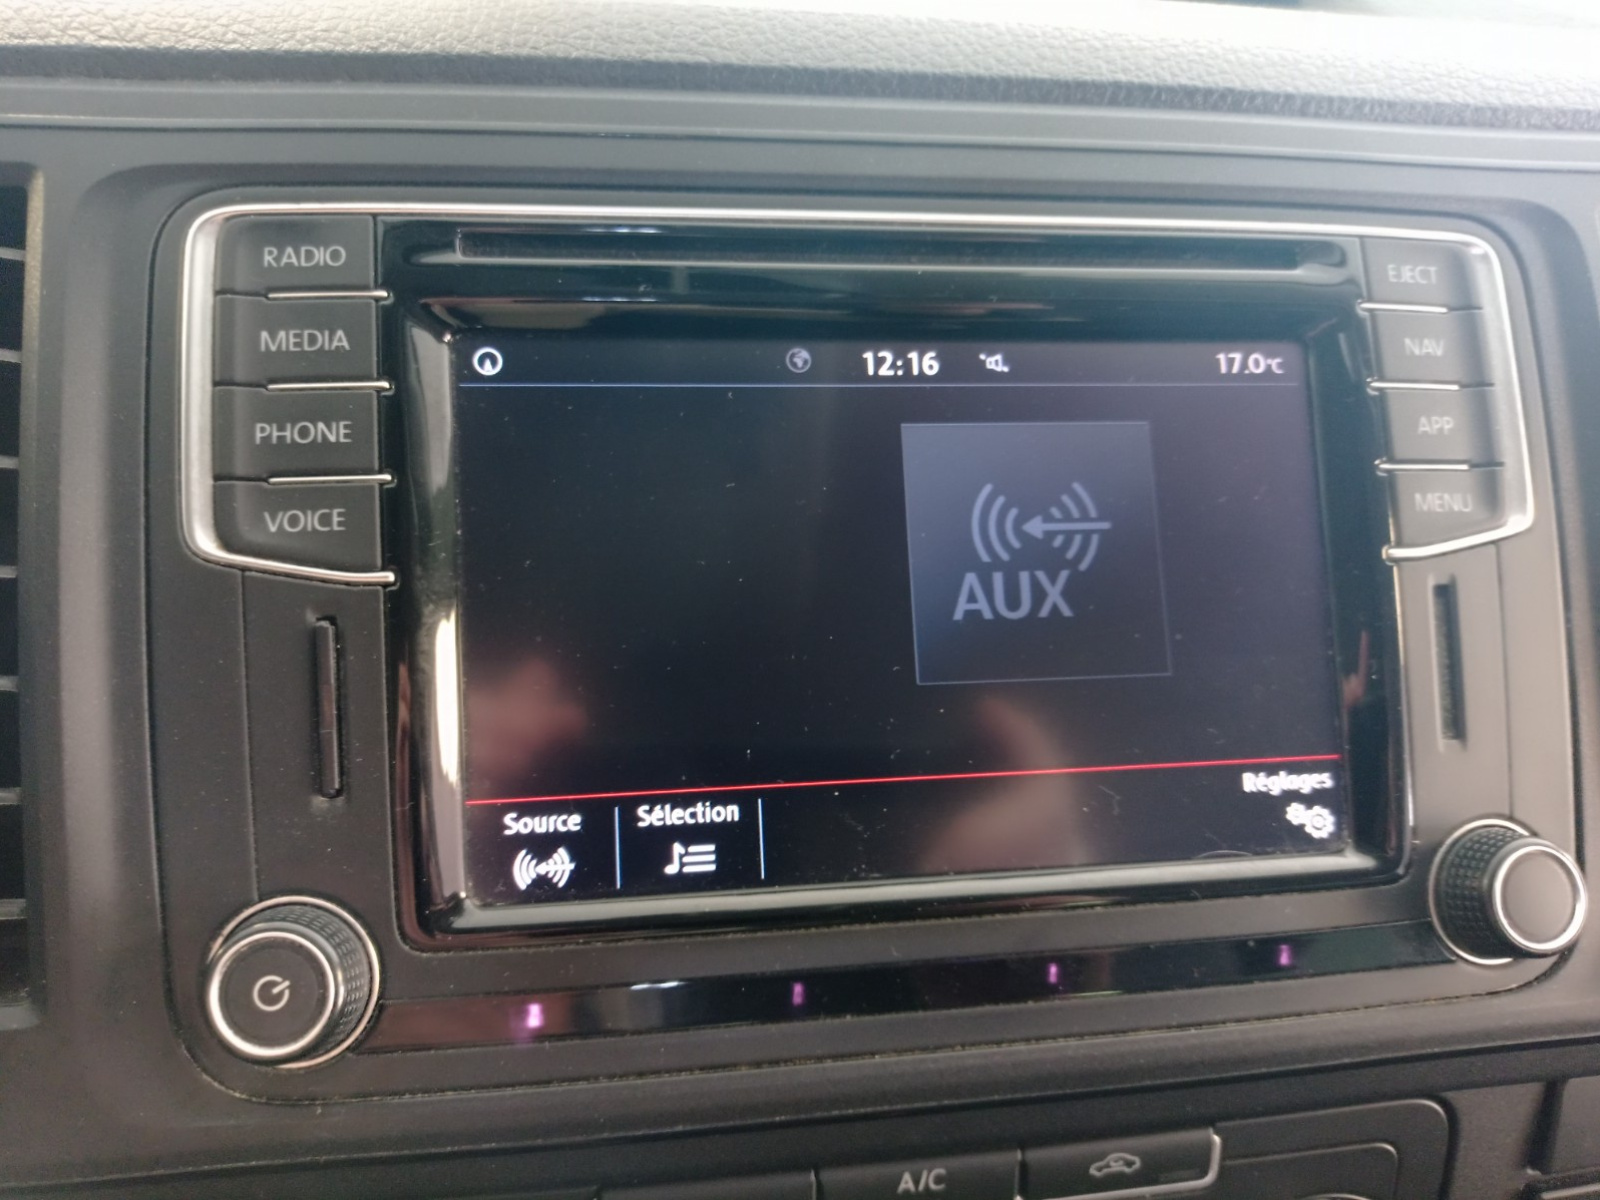 RADIO
MEDIA
PHONE
VOICE
EJECT
NAV
APP
MENU
12:16
17.0°C
AUX
Source
Sélection
Réglages
A/C